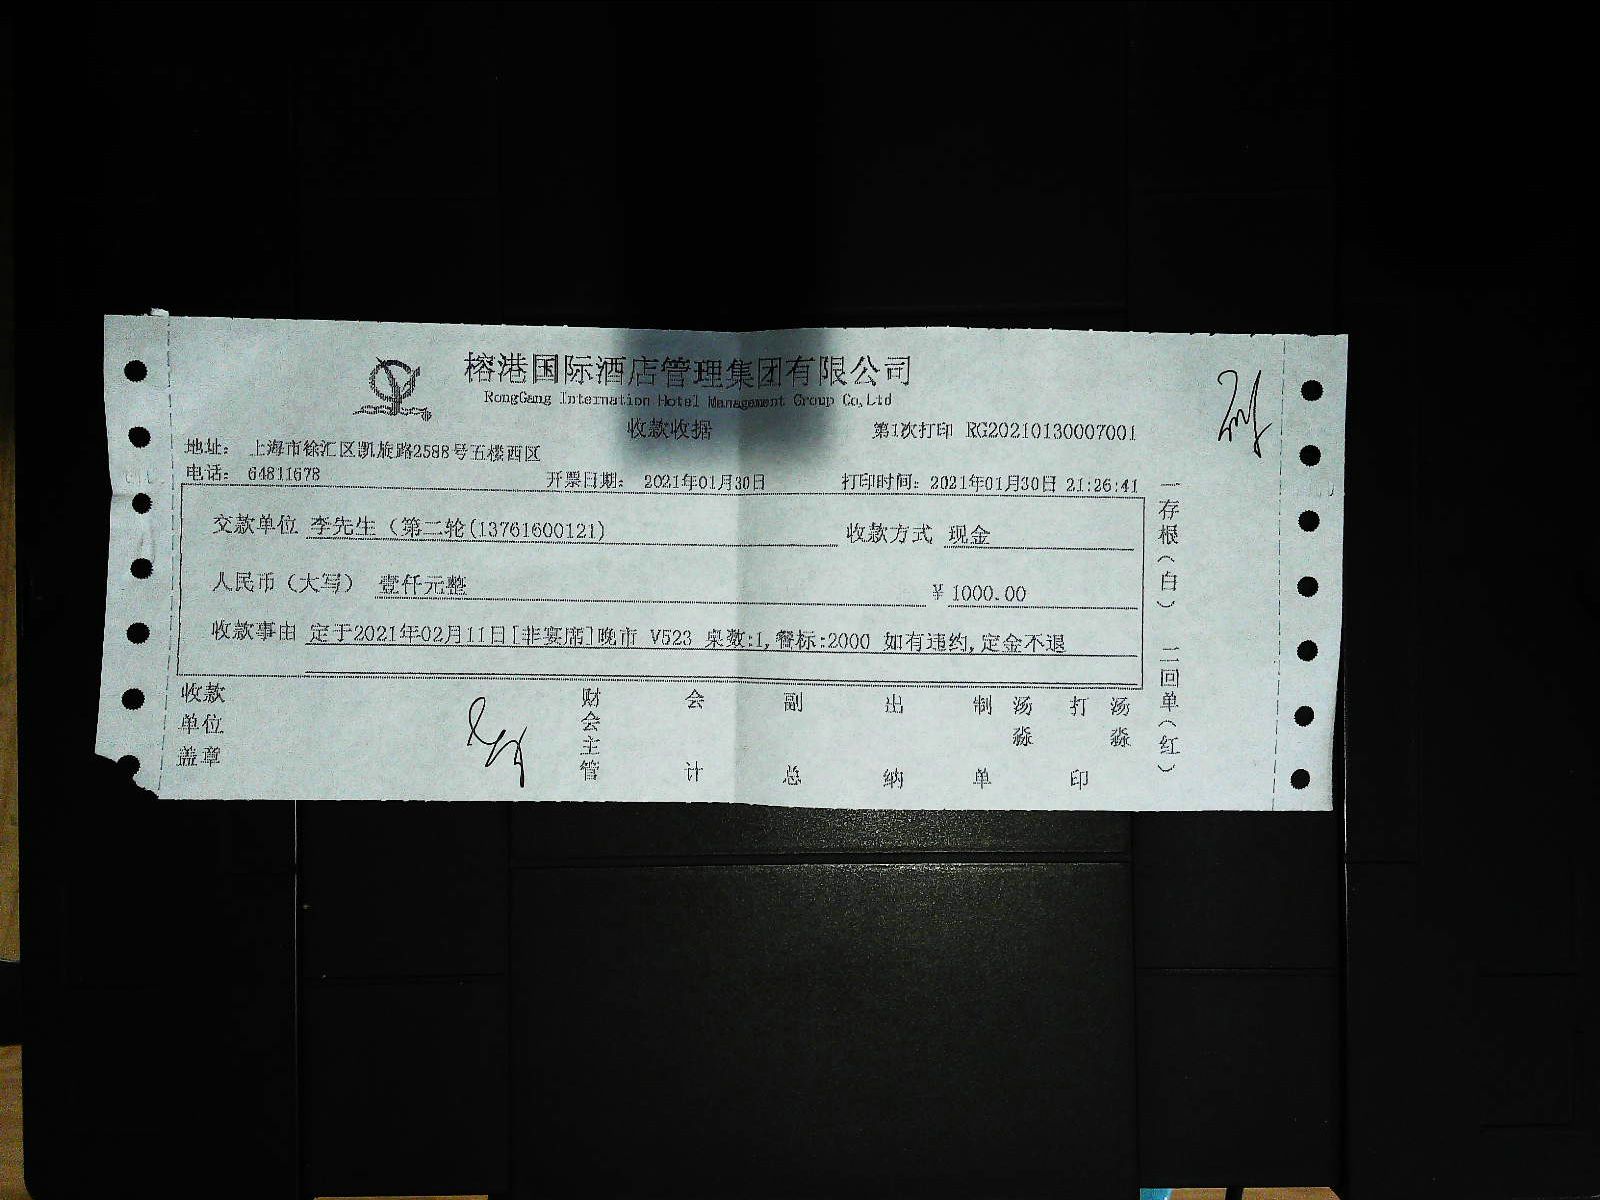 榕港国际酒店管理集团有限公司
RongGang Internation Hotel Management Group Co,Ltd
收款收据
第1次打印 RG20210130007001
地址： 上海市徐汇区凯旋路2588号五楼西区
电话： 64811678
开票日期： 2021年01月30日
打印时间：2021年01月30日 21:26:41
交款单位 李先生（第二轮(13761600121)
收款方式 现金
人民币（大写） 壹仟元整
¥ 1000.00
收款事由 定于2021年02月11日[非宴席]晚市 V523 桌数:1,餐标:2000 如有违约,定金不退
收款单位盖章
财会主管
会计
副总
出纳
制单 汤淼
打印 汤淼
一存根（白） 二回单（红）